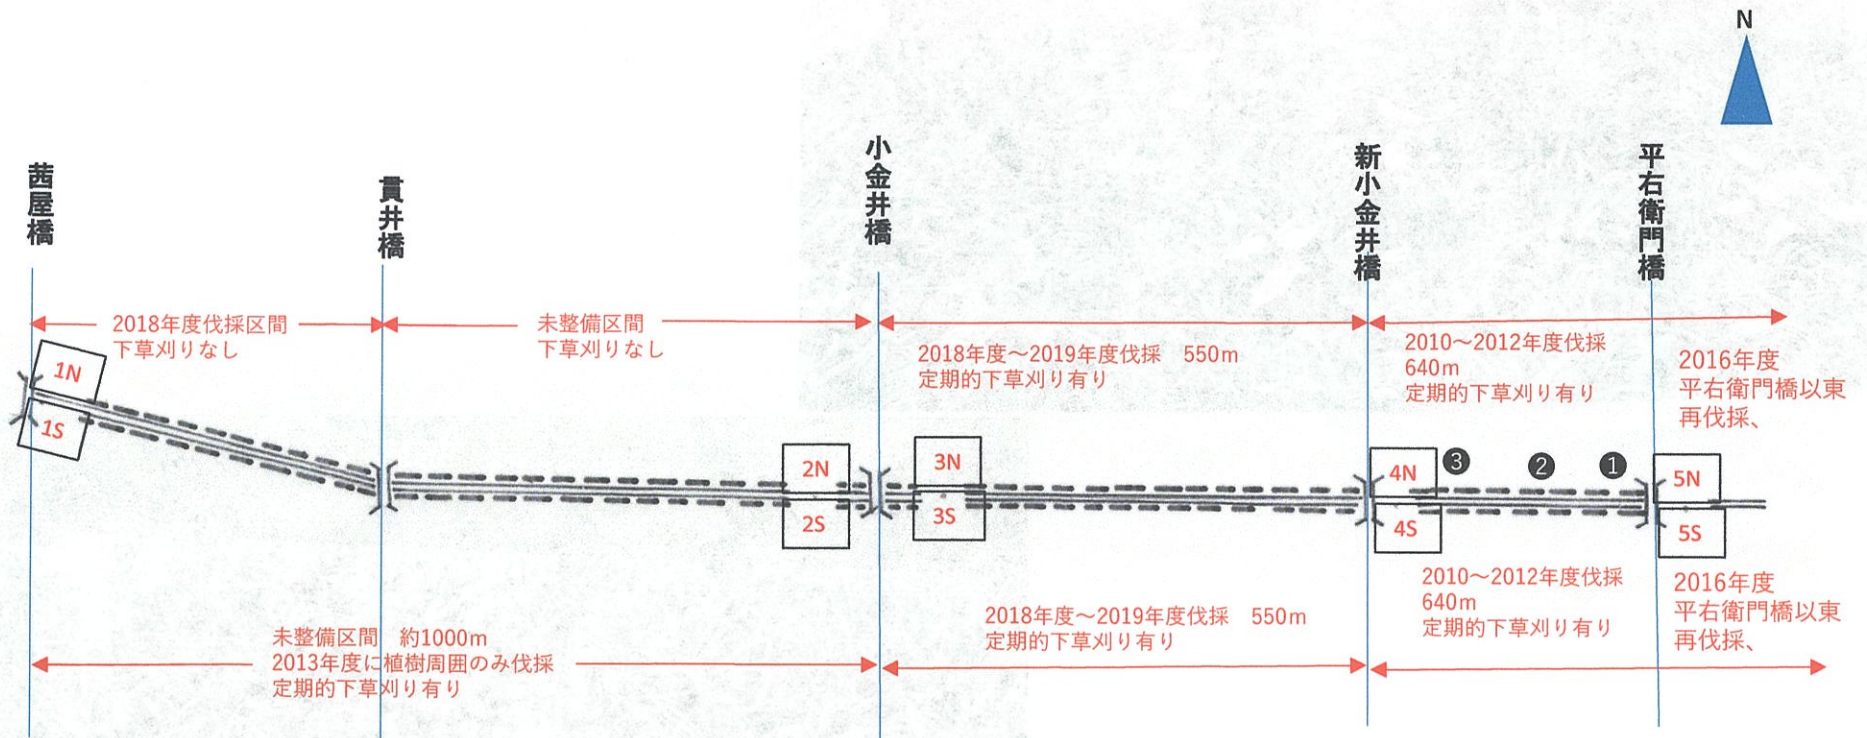 N
茜屋橋
貫井橋
小金井橋
新小金井橋
平右衛門橋
2018年度伐採区間
下草刈りなし
未整備区間
下草刈りなし
2018年度～2019年度伐採　550m
定期的下草刈り有り
2010～2012年度伐採
640m
定期的下草刈り有り
2016年度
平右衛門橋以東
再伐採、
1N
1S
2N
2S
3N
3S
4N
4S
❸
❷
❶
5N
5S
未整備区間　約1000m
2013年度に植樹周囲のみ伐採
定期的下草刈り有り
2018年度～2019年度伐採　550m
定期的下草刈り有り
2010～2012年度伐採
640m
定期的下草刈り有り
2016年度
平右衛門橋以東
再伐採、